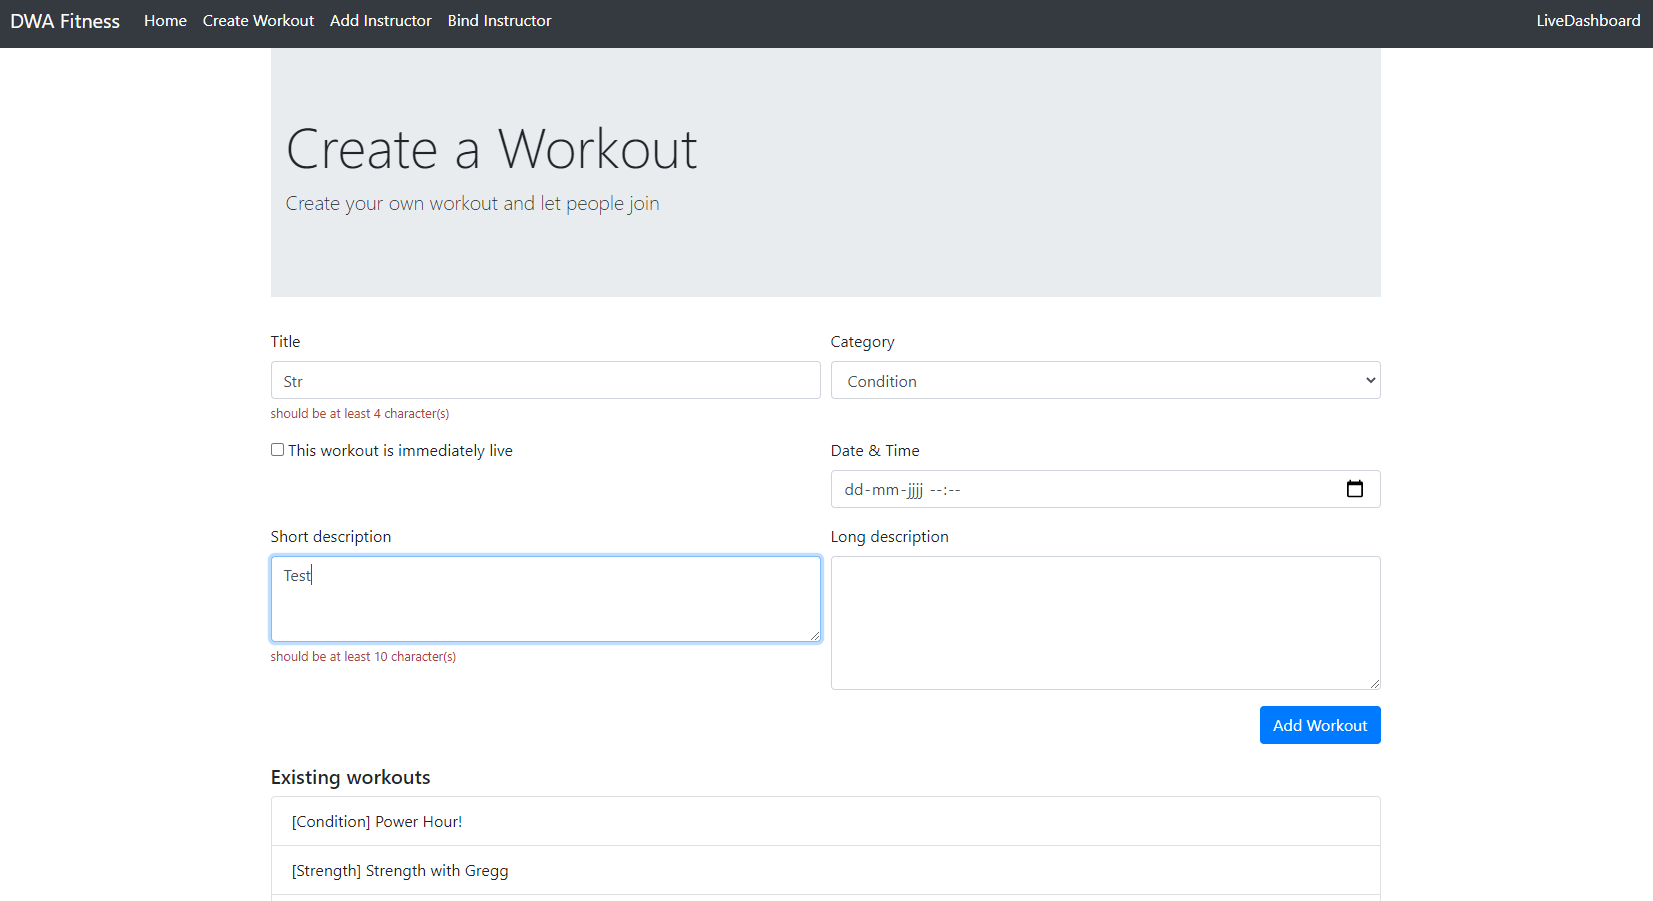 DWA Fitness Home Create Workout Add Instructor Bind Instructor LiveDashboard
Create a Workout
Create your own workout and let people join
Title
Category
Str
Condition
should be at least 4 character(s)
This workout is immediately live
Date & Time
dd-mm-jjjj --:--
Short description
Long description
Test
should be at least 10 character(s)
Add Workout
Existing workouts
[Condition] Power Hour!
[Strength] Strength with Gregg